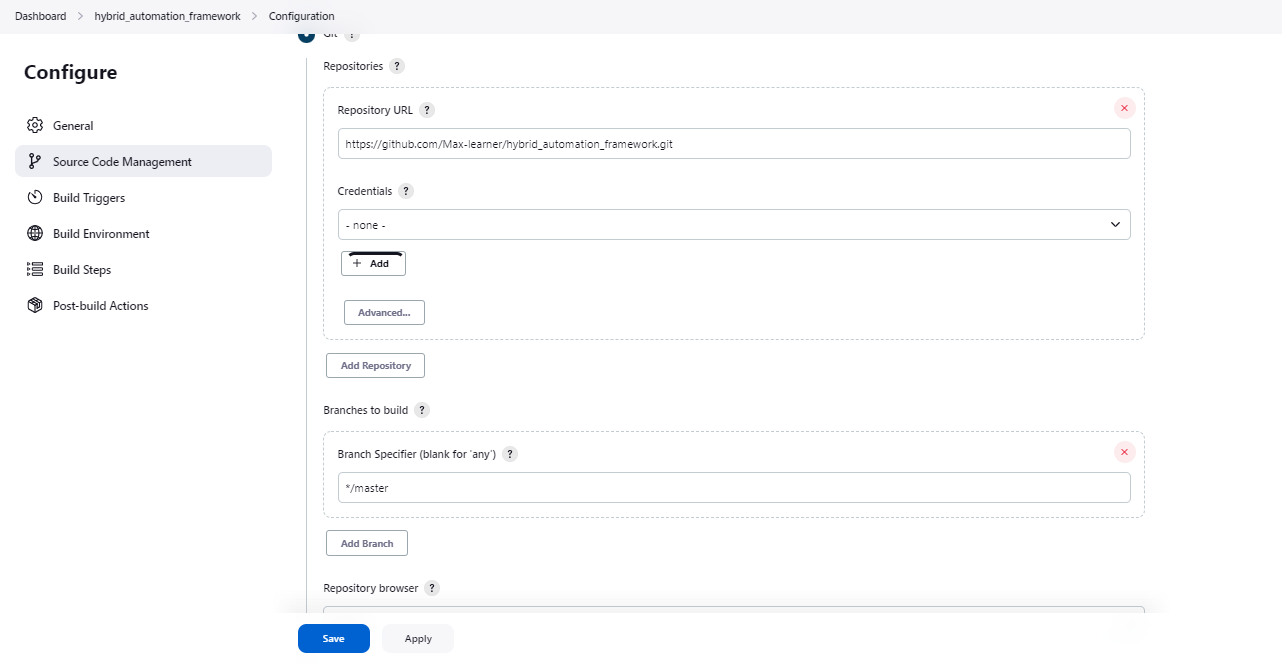 Dashboard > hybrid_automation_framework > Configuration
Configure
General
Source Code Management
Build Triggers
Build Environment
Build Steps
Post-build Actions
Git ?
Repositories ?
Repository URL ?
https://github.com/Max-learner/hybrid_automation_framework.git
Credentials ?
- none -
+ Add
Advanced...
Add Repository
Branches to build ?
Branch Specifier (blank for 'any') ?
*/master
Add Branch
Repository browser ?
Save
Apply